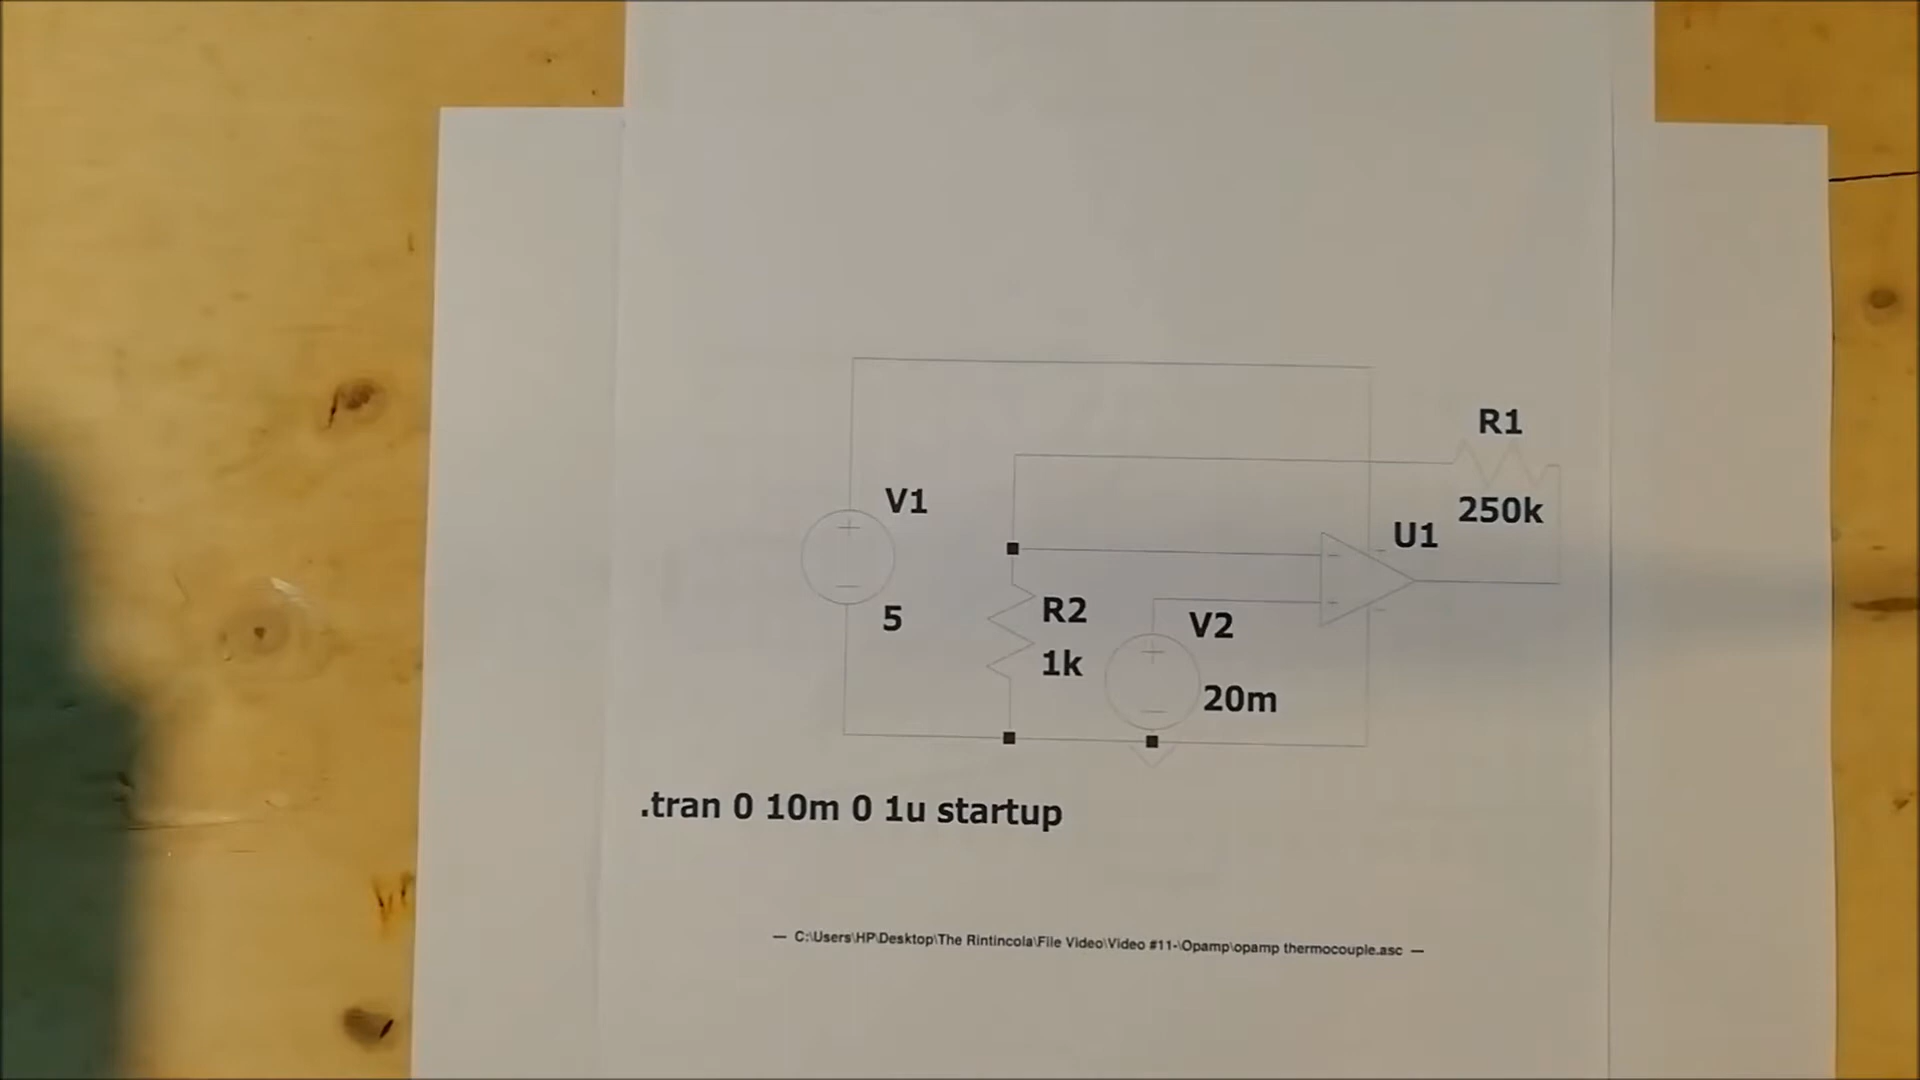 R1
V1
250k
U1
5
R2
V2
1k
20m
.tran 0 10m 0 1u startup
— C:\Users\HP\Desktop\The Rintincola\File Video\Video #11-\Opamp\opamp thermocouple.asc —